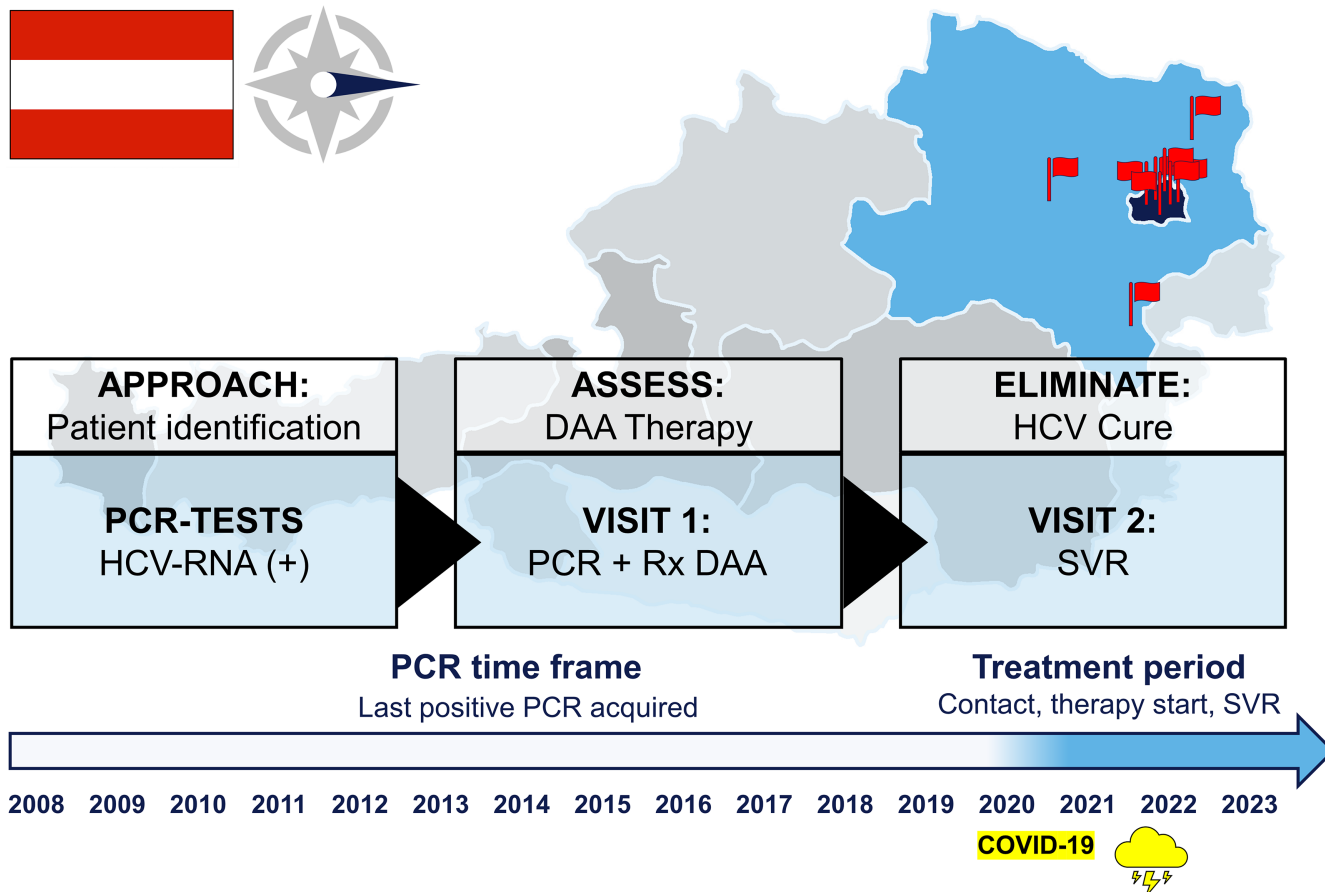 APPROACH:
Patient identification
PCR-TESTS
HCV-RNA (+)
ASSESS:
DAA Therapy
VISIT 1:
PCR + Rx DAA
ELIMINATE:
HCV Cure
VISIT 2:
SVR
PCR time frame
Last positive PCR acquired
Treatment period
Contact, therapy start, SVR
2008 2009 2010 2011 2012 2013 2014 2015 2016 2017 2018 2019 2020 2021 2022 2023
COVID-19